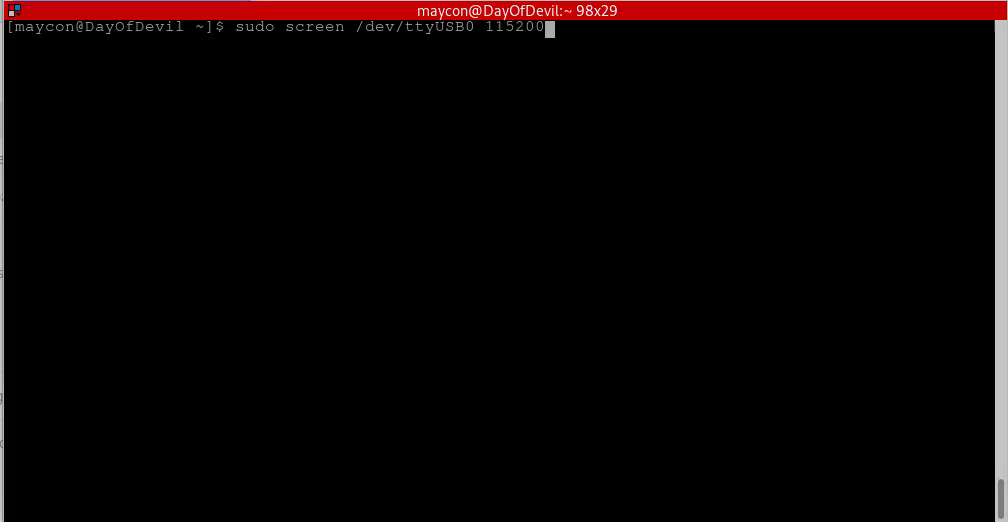 maycon@DayOfDevil:~ 98x29
[maycon@DayOfDevil ~]$ sudo screen /dev/ttyUSB0 115200